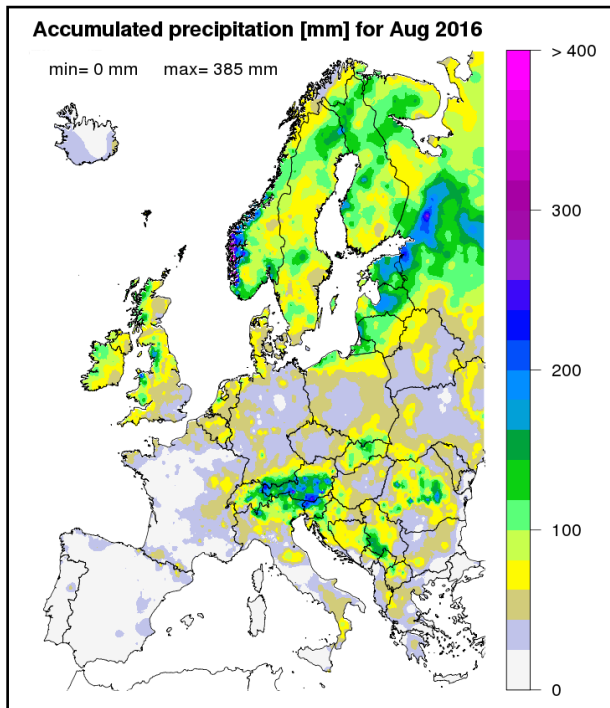 Accumulated precipitation [mm] for Aug 2016
min= 0 mm max= 385 mm
> 400
300
200
100
0